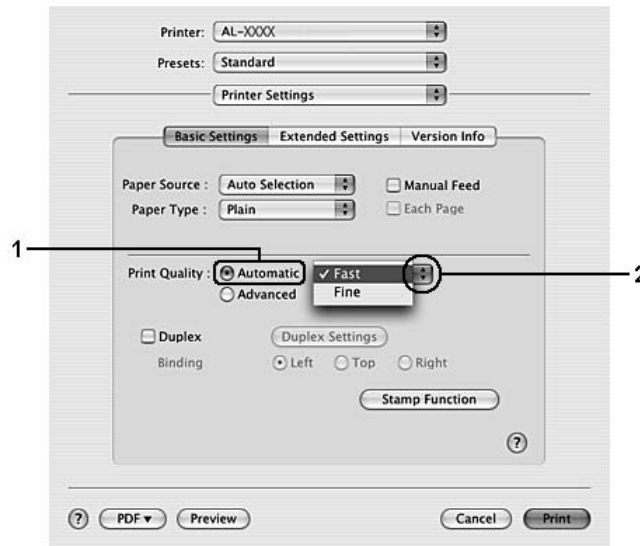 Printer: AL-XXXX
Presets: Standard
Printer Settings
Basic Settings Extended Settings Version Info
Paper Source : Auto Selection Manual Feed
Paper Type : Plain Each Page
1
Print Quality : Automatic ✓ Fast 2
Advanced Fine
Duplex Duplex Settings
Binding Left Top Right
Stamp Function
?
? PDF ▼ Preview Cancel Print